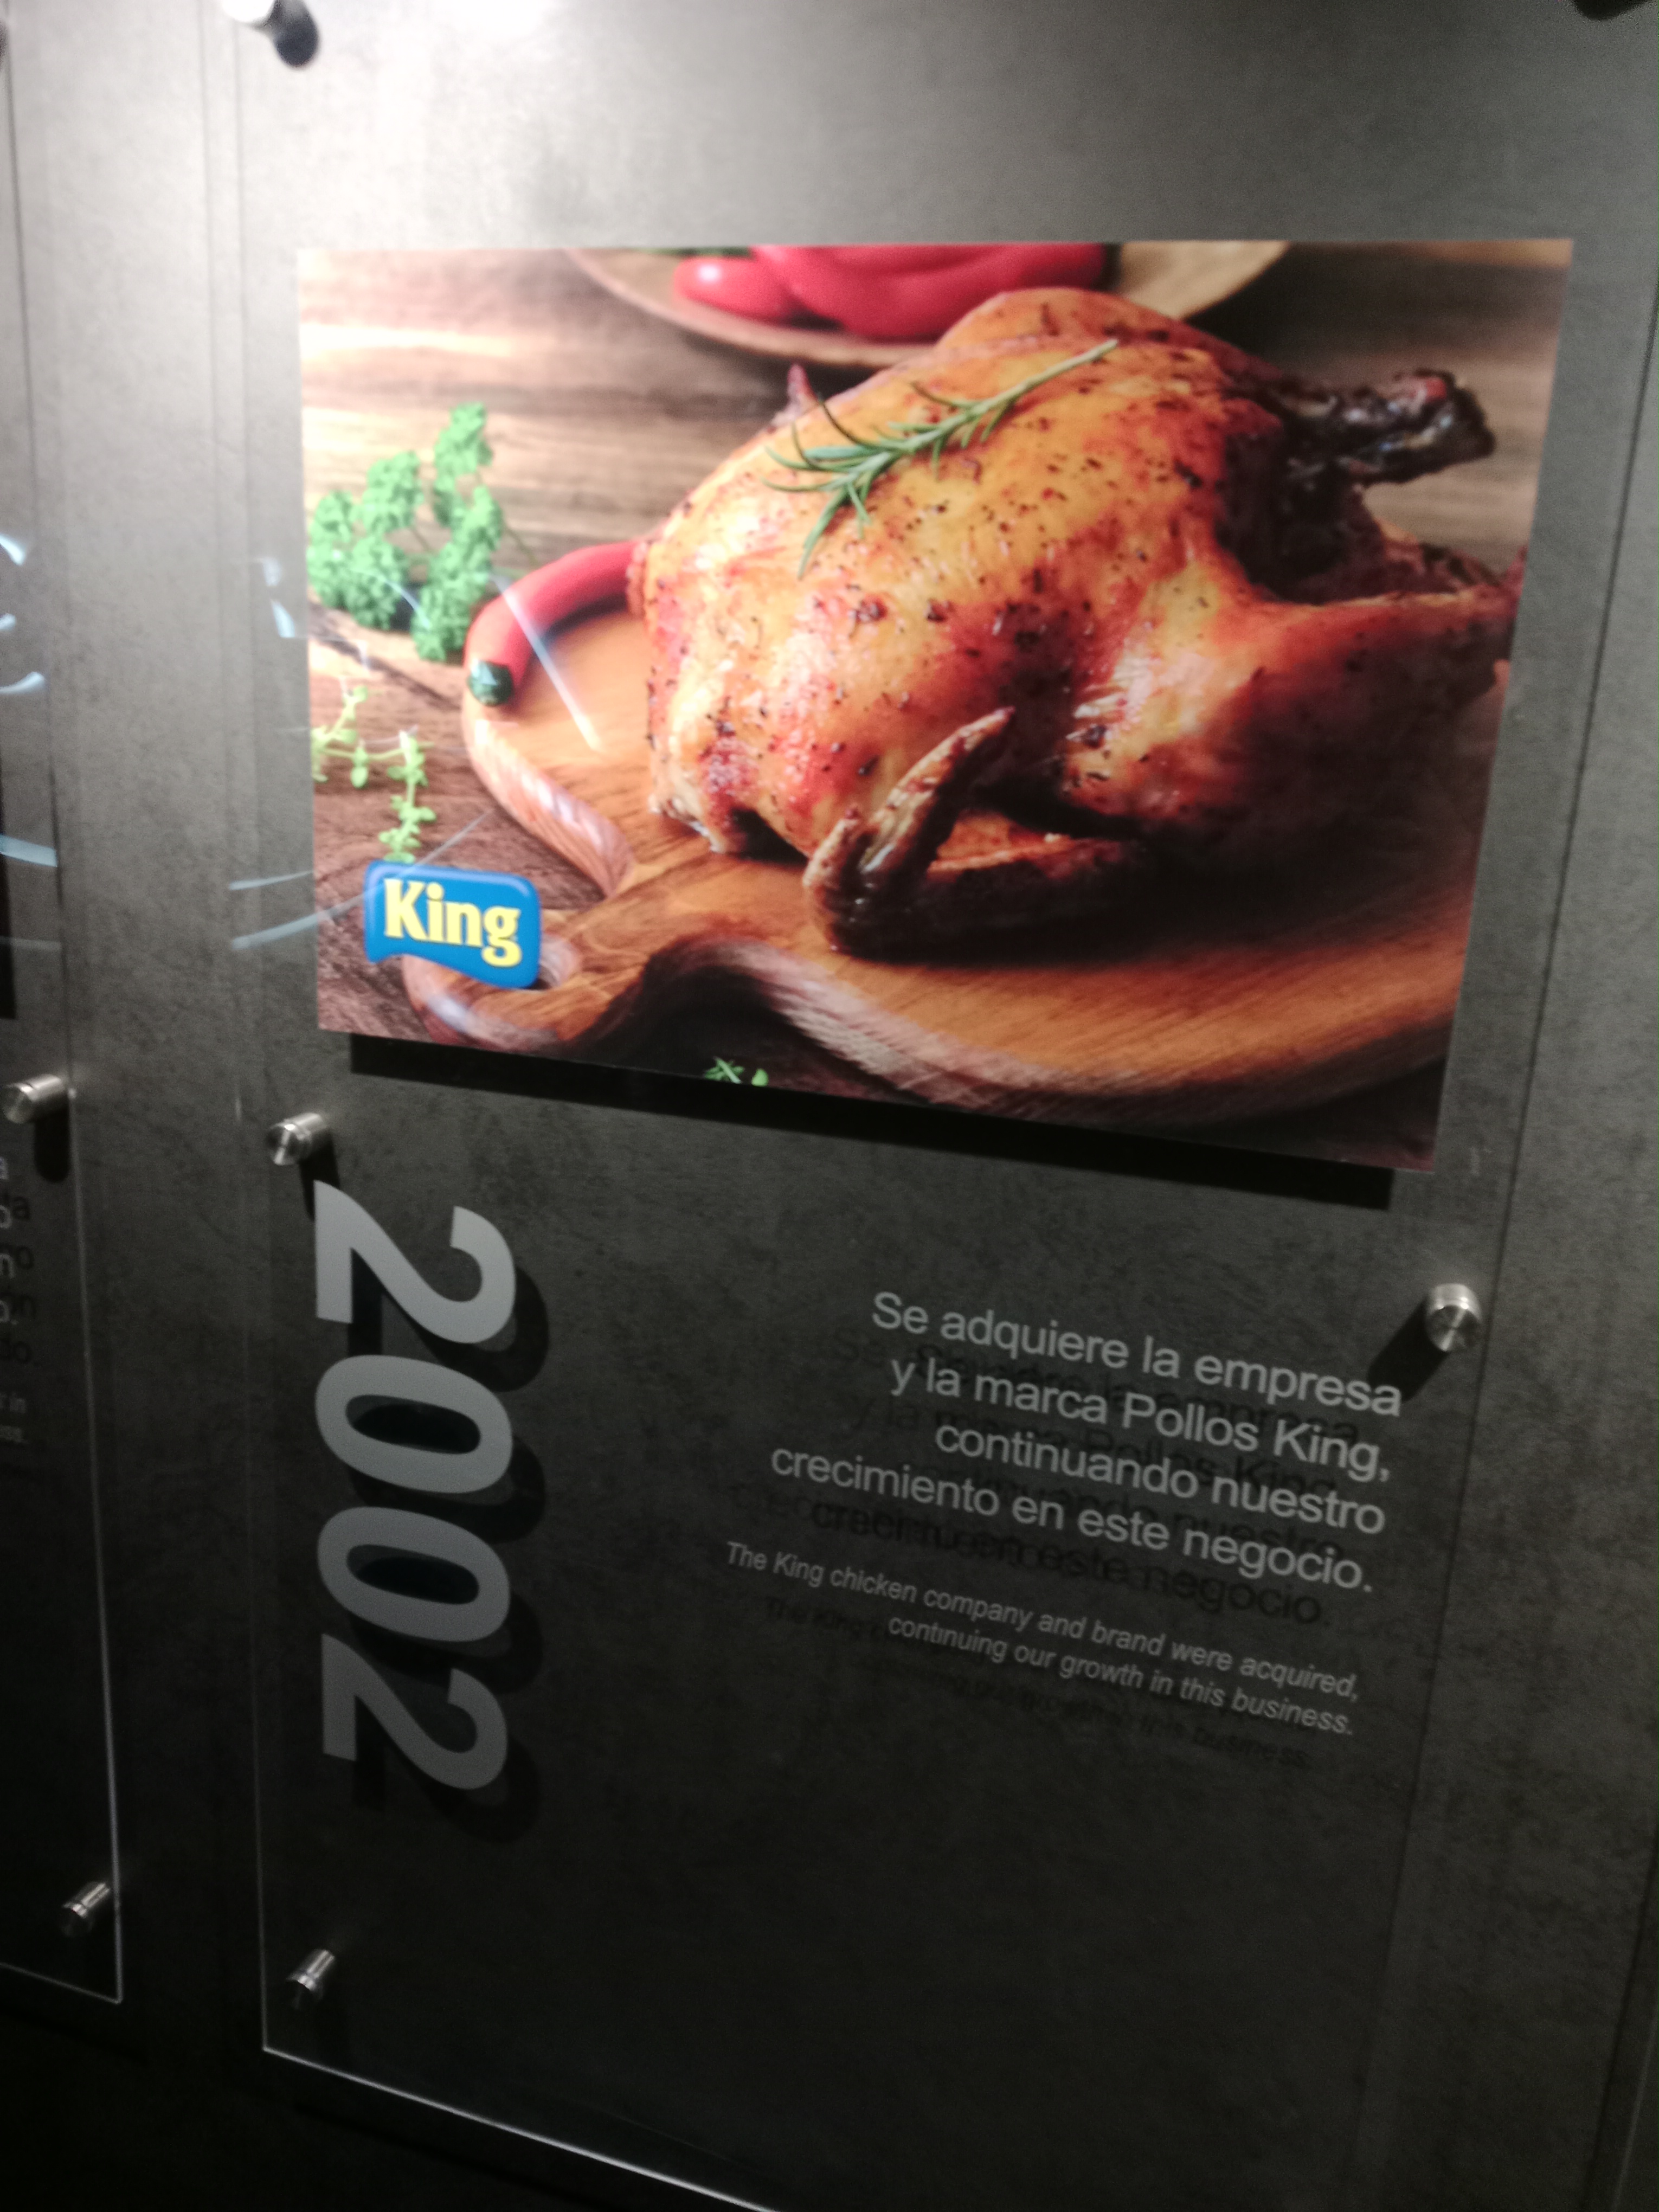 King
2002
Se adquiere la empresa
y la marca Pollos King,
continuando nuestro
crecimiento en este negocio.
The King chicken company and brand were acquired,
continuing our growth in this business.